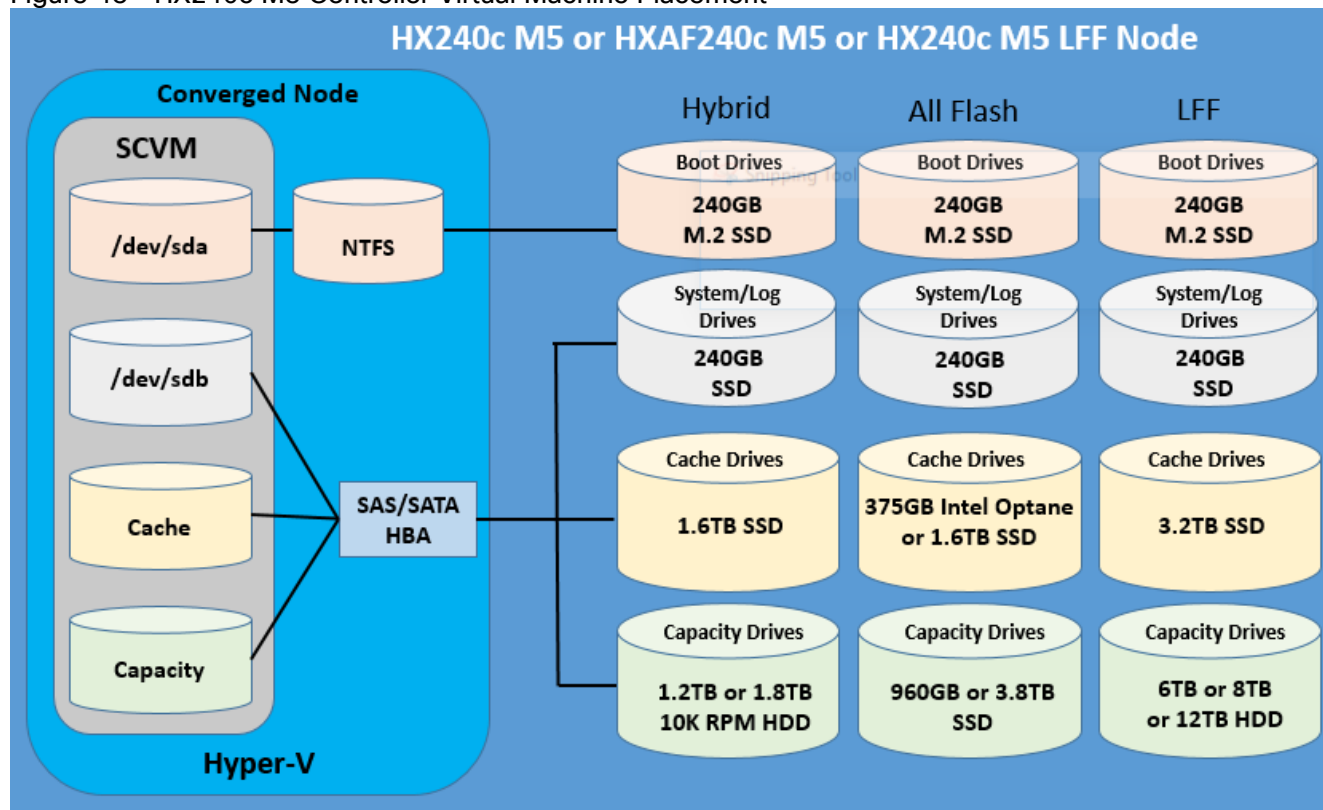 HX240c M5 or HXAF240c M5 or HX240c M5 LFF Node
Converged Node
SCVM
/dev/sda
NTFS
/dev/sdb
Cache
SAS/SATA
HBA
Capacity
Hyper-V
Hybrid
All Flash
LFF
Boot Drives
240GB
M.2 SSD
Boot Drives
240GB
M.2 SSD
Boot Drives
240GB
M.2 SSD
Snipping Tool
System/Log
Drives
240GB
SSD
System/Log
Drives
240GB
SSD
System/Log
Drives
240GB
SSD
Cache Drives
1.6TB SSD
Cache Drives
375GB Intel Optane
or 1.6TB SSD
Cache Drives
3.2TB SSD
Capacity Drives
1.2TB or 1.8TB
10K RPM HDD
Capacity Drives
960GB or 3.8TB
SSD
Capacity Drives
6TB or 8TB
or 12TB HDD